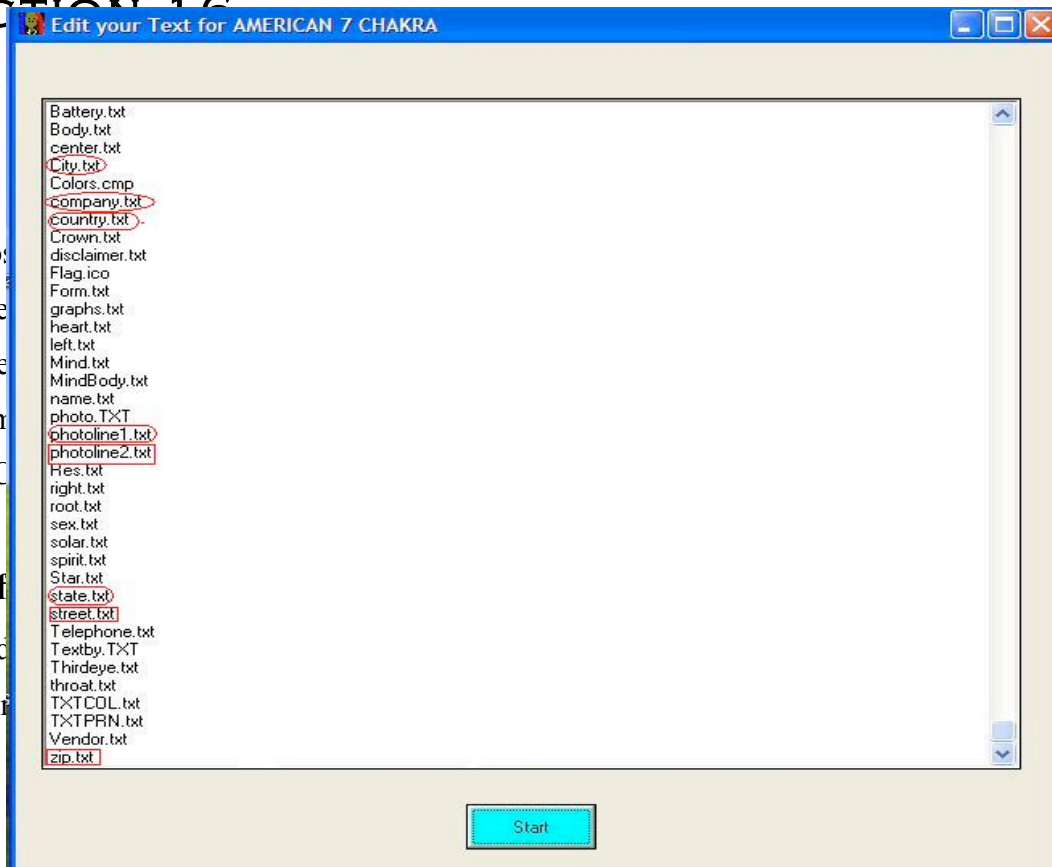 Edit your Text for AMERICAN 7 CHAKRA
Battery.txt
Body.txt
center.txt
City.txt
Colors.cmp
company.txt
country.txt
Crown.txt
disclaimer.txt
Flag.ico
Form.txt
graphs.txt
heart.txt
left.txt
Mind.txt
MindBody.txt
name.txt
photo.TXT
photoline1.txt
photoline2.txt
Res.txt
right.txt
root.txt
sex.txt
solar.txt
spirit.txt
Star.txt
state.txt
street.txt
Telephone.txt
Textby.TXT
Thirdeye.txt
throat.txt
TXTCOL.txt
TXTPRN.txt
Vendor.txt
zip.txt
Start